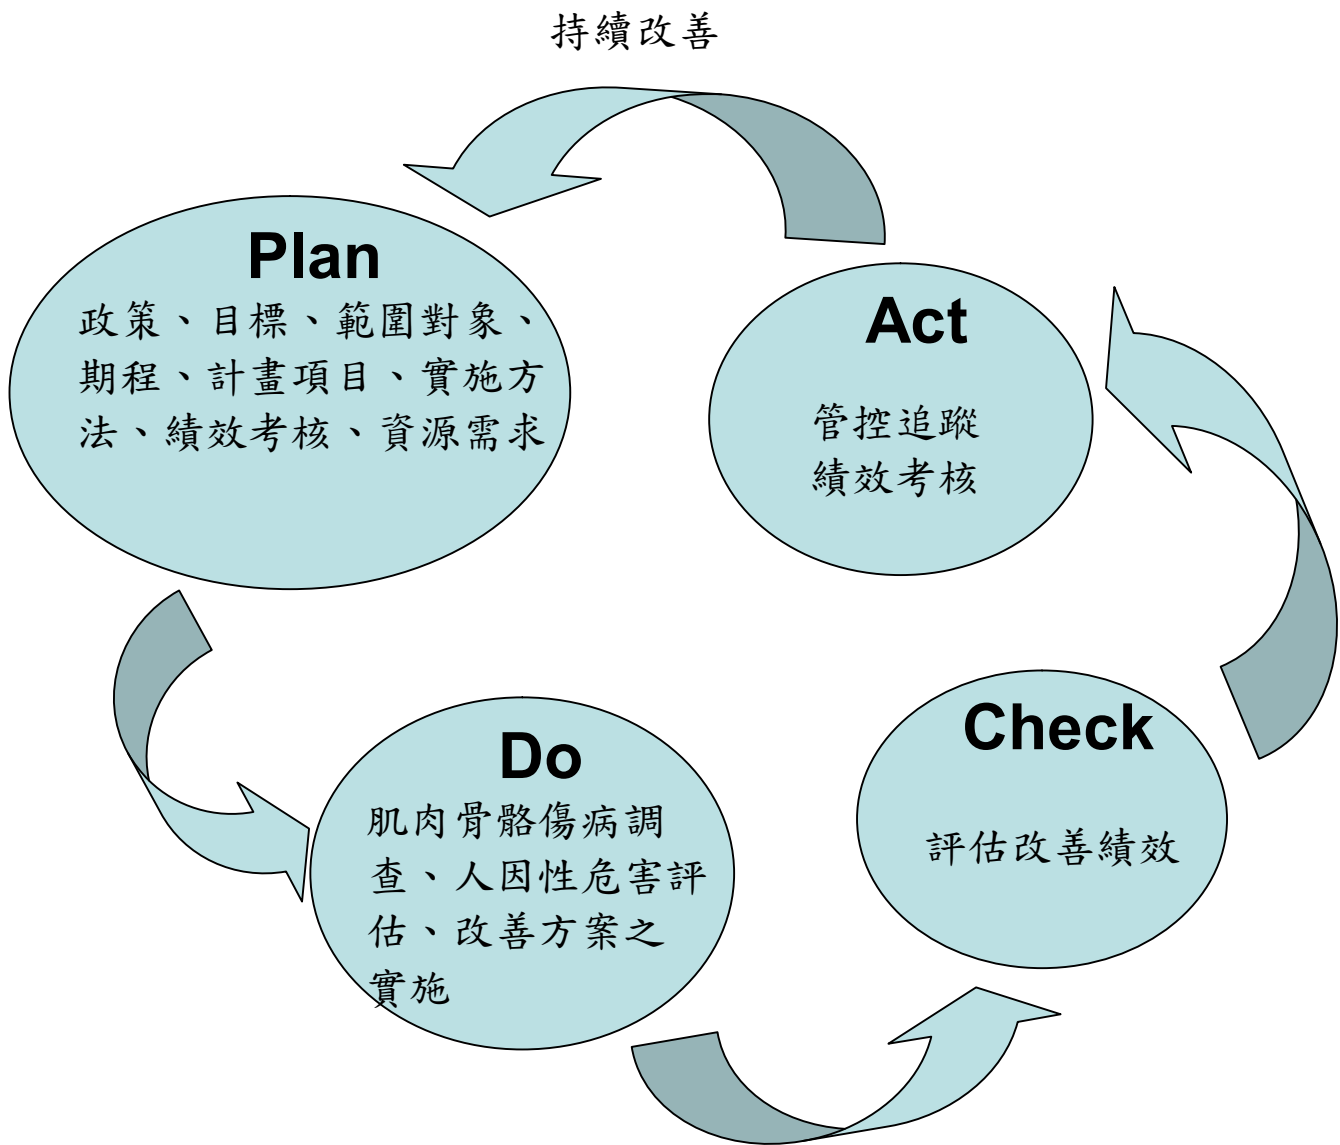 持續改善
Plan
政策、目標、範圍對象、
期程、計畫項目、實施方
法、績效考核、資源需求
Act
管控追蹤
績效考核
Do
肌肉骨骼傷病調
查、人因性危害評
估、改善方案之
實施
Check
評估改善績效